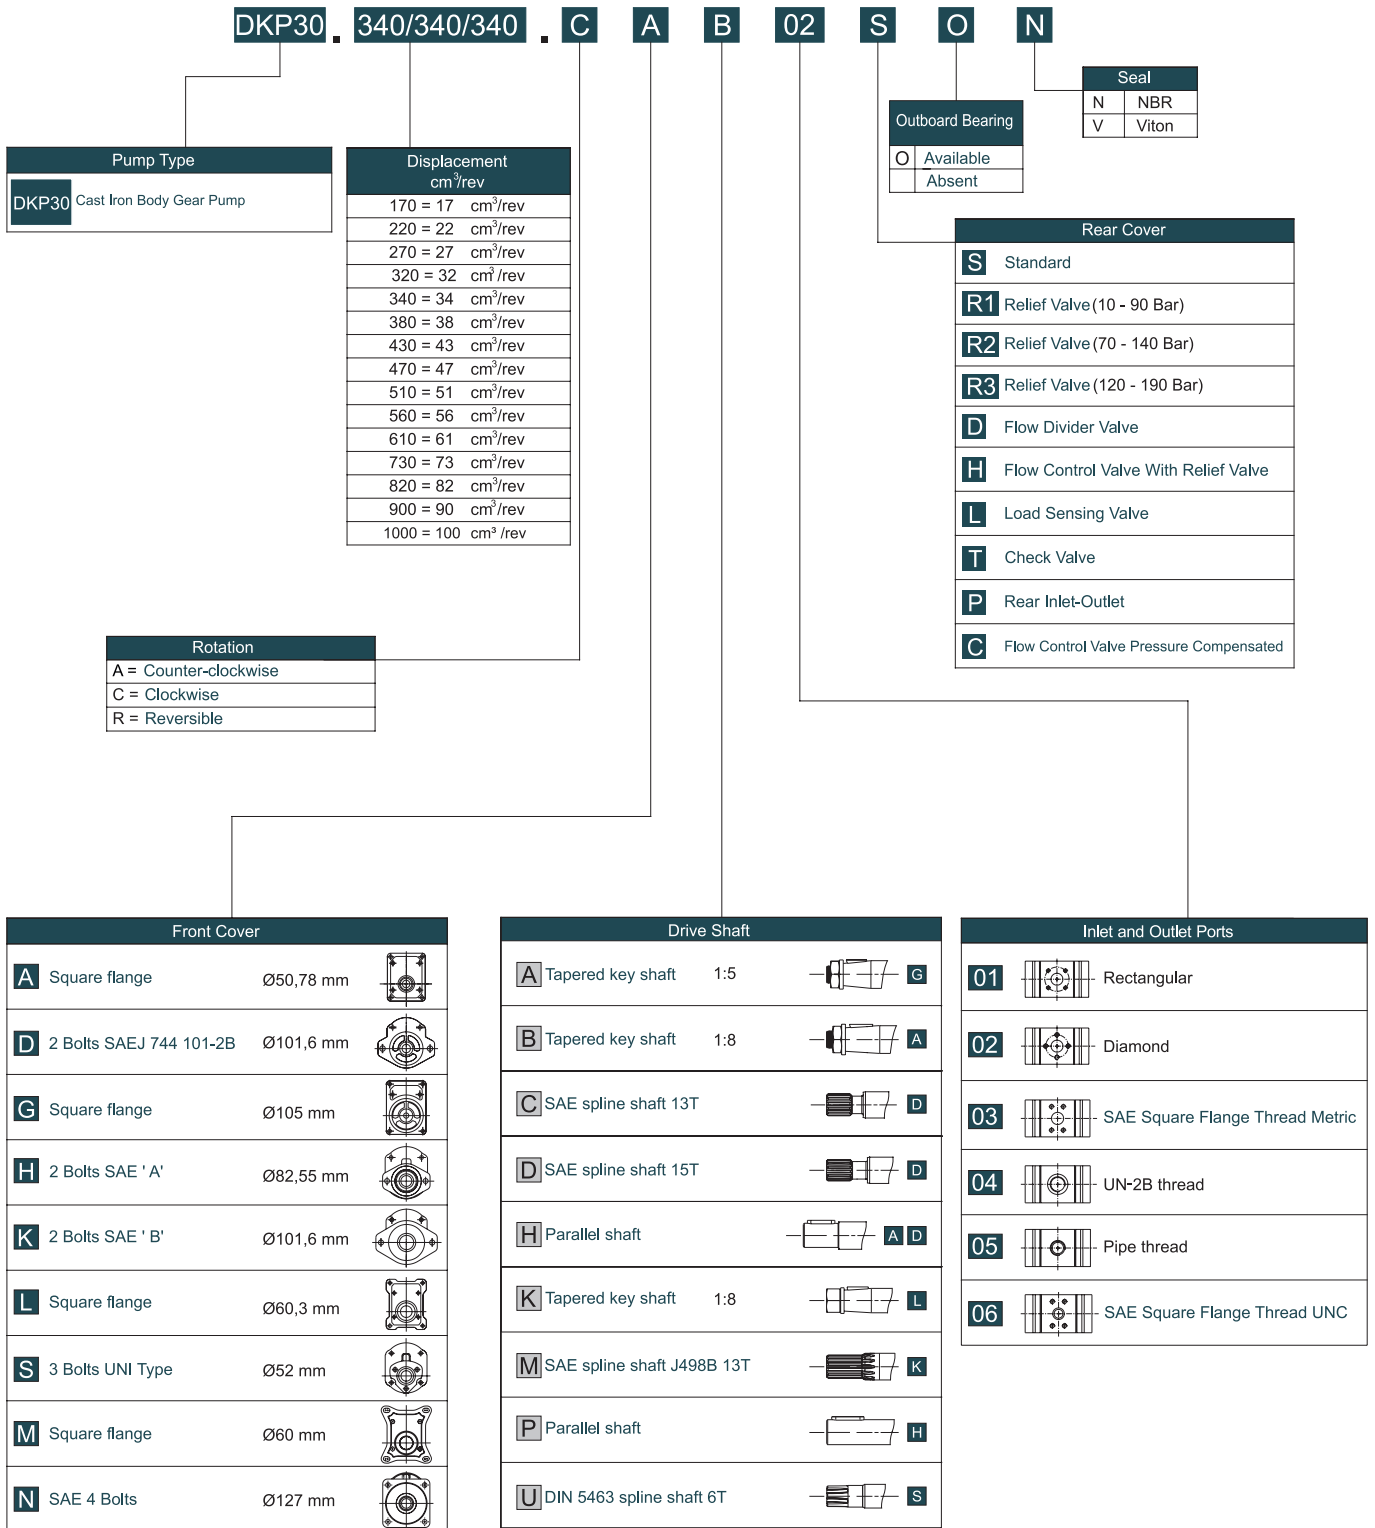 DKP30 . 340/340/340 . C A B 02 S O N
Seal
N NBR
V Viton
Outboard Bearing
O Available
Absent
Pump Type
DKP30 Cast Iron Body Gear Pump
Displacement
cm³/rev
170 = 17 cm³/rev
220 = 22 cm³/rev
270 = 27 cm³/rev
320 = 32 cm³/rev
340 = 34 cm³/rev
380 = 38 cm³/rev
430 = 43 cm³/rev
470 = 47 cm³/rev
510 = 51 cm³/rev
560 = 56 cm³/rev
610 = 61 cm³/rev
730 = 73 cm³/rev
820 = 82 cm³/rev
900 = 90 cm³/rev
1000 = 100 cm³ /rev
Rear Cover
S Standard
R1 Relief Valve (10 - 90 Bar)
R2 Relief Valve (70 - 140 Bar)
R3 Relief Valve (120 - 190 Bar)
D Flow Divider Valve
H Flow Control Valve With Relief Valve
L Load Sensing Valve
T Check Valve
P Rear Inlet-Outlet
C Flow Control Valve Pressure Compensated
Rotation
A = Counter-clockwise
C = Clockwise
R = Reversible
Front Cover
A Square flange Ø50,78 mm
D 2 Bolts SAEJ 744 101-2B Ø101,6 mm
G Square flange Ø105 mm
H 2 Bolts SAE ' A' Ø82,55 mm
K 2 Bolts SAE ' B' Ø101,6 mm
L Square flange Ø60,3 mm
S 3 Bolts UNI Type Ø52 mm
M Square flange Ø60 mm
N SAE 4 Bolts Ø127 mm
Drive Shaft
A Tapered key shaft 1:5 G
B Tapered key shaft 1:8 A
C SAE spline shaft 13T D
D SAE spline shaft 15T D
H Parallel shaft A D
K Tapered key shaft 1:8 L
M SAE spline shaft J498B 13T K
P Parallel shaft H
U DIN 5463 spline shaft 6T S
Inlet and Outlet Ports
01 Rectangular
02 Diamond
03 SAE Square Flange Thread Metric
04 UN-2B thread
05 Pipe thread
06 SAE Square Flange Thread UNC